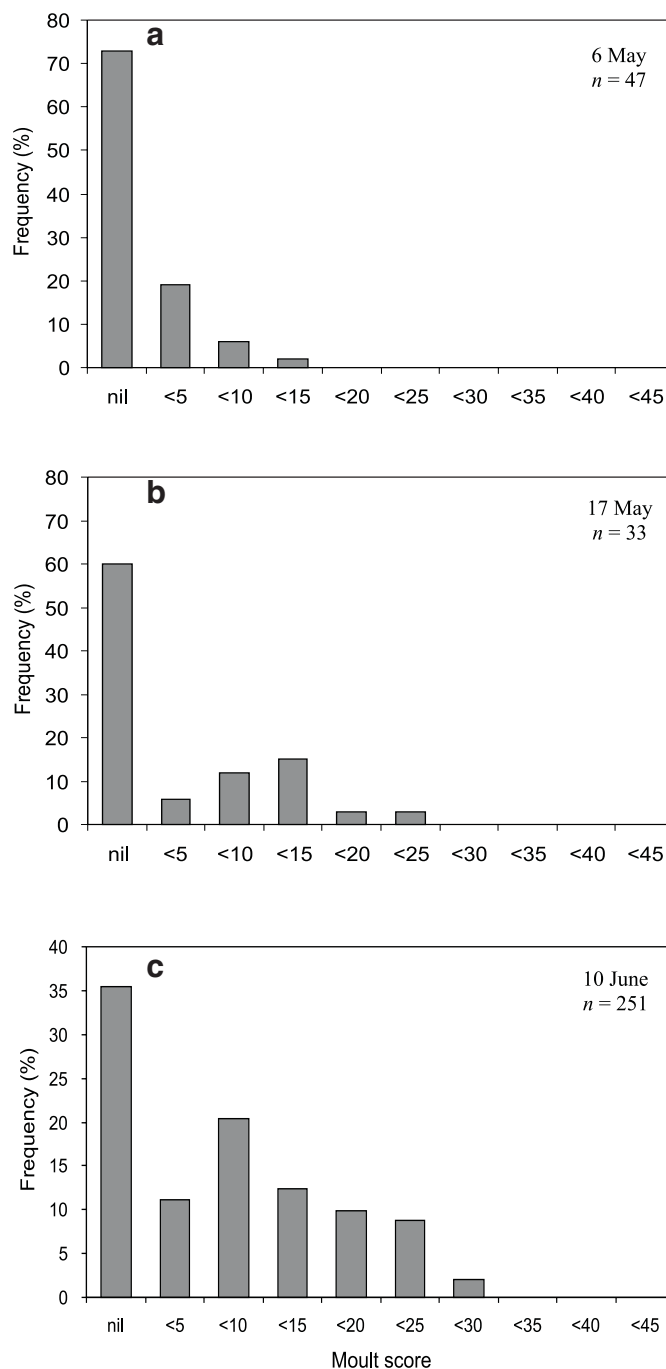 a
6 May
n = 47
Frequency (%)
80
70
60
50
40
30
20
10
0
nil <5 <10 <15 <20 <25 <30 <35 <40 <45
b
17 May
n = 33
Frequency (%)
80
70
60
50
40
30
20
10
0
nil <5 <10 <15 <20 <25 <30 <35 <40 <45
c
10 June
n = 251
Frequency (%)
40
35
30
25
20
15
10
5
0
nil <5 <10 <15 <20 <25 <30 <35 <40 <45
Moult score